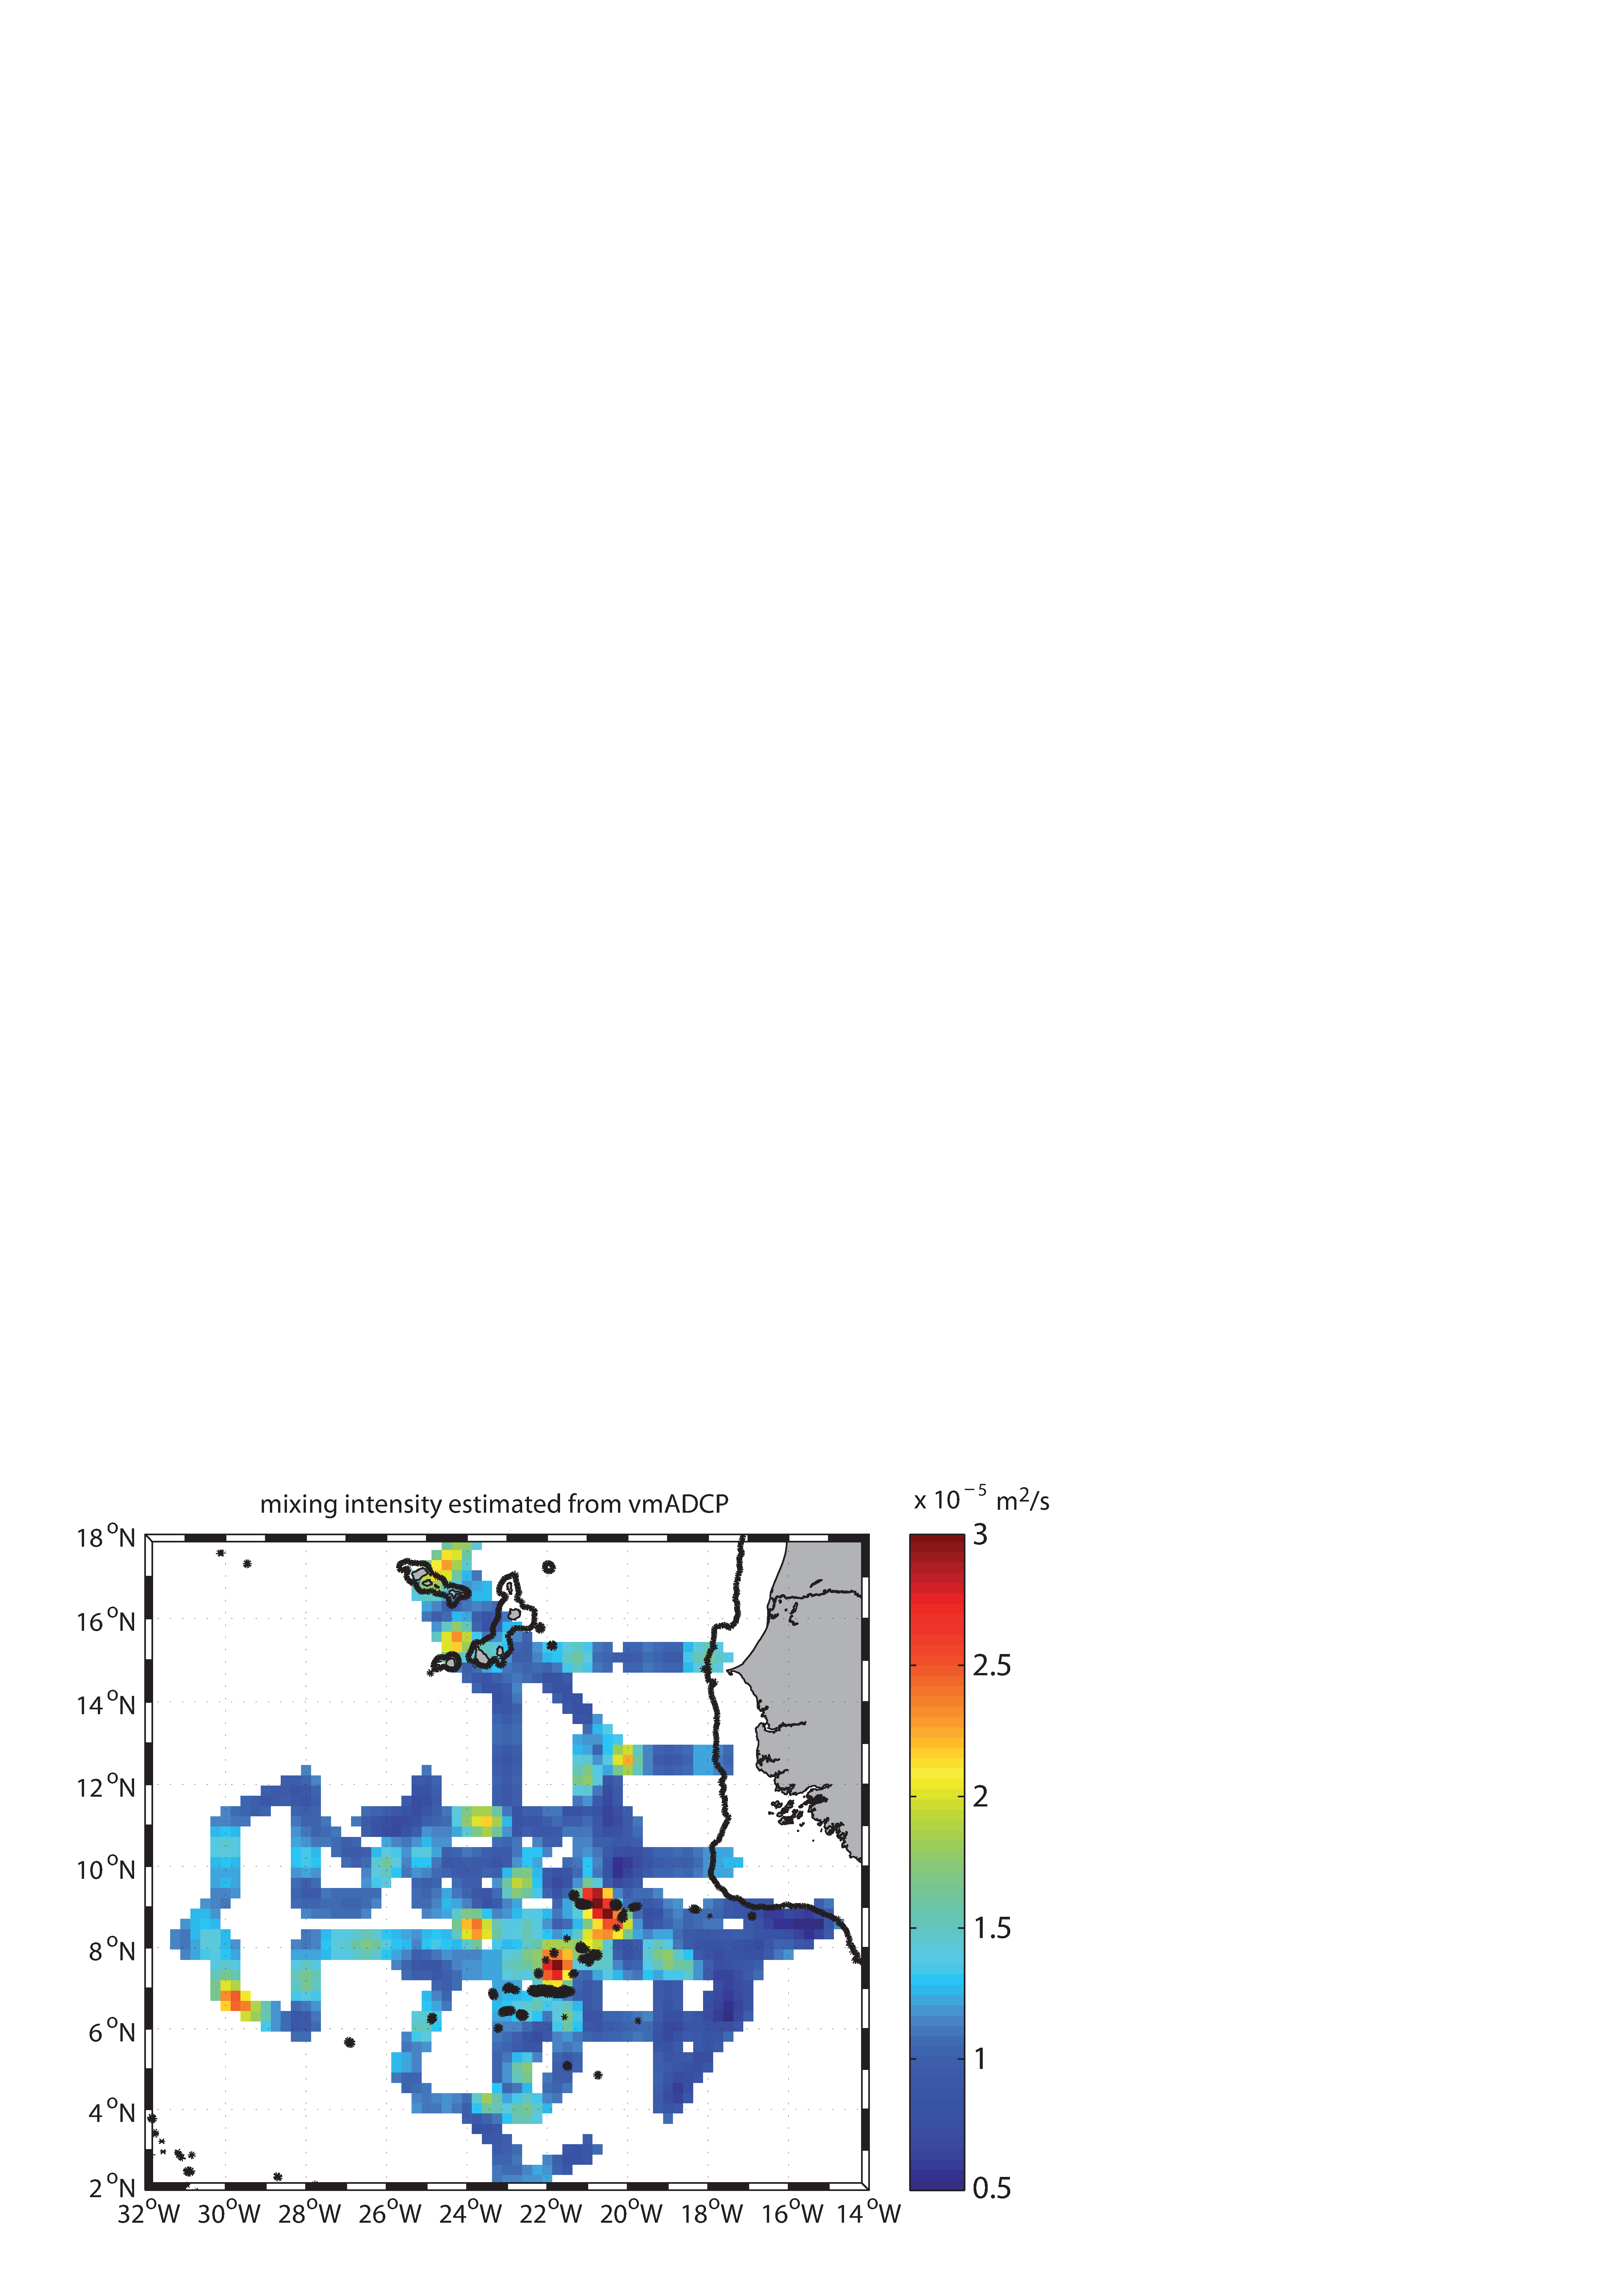 mixing intensity estimated from vmADCP
x 10⁻⁵ m²/s
18°N
16°N
14°N
12°N
10°N
8°N
6°N
4°N
2°N
32°W 30°W 28°W 26°W 24°W 22°W 20°W 18°W 16°W 14°W
3
2.5
2
1.5
1
0.5